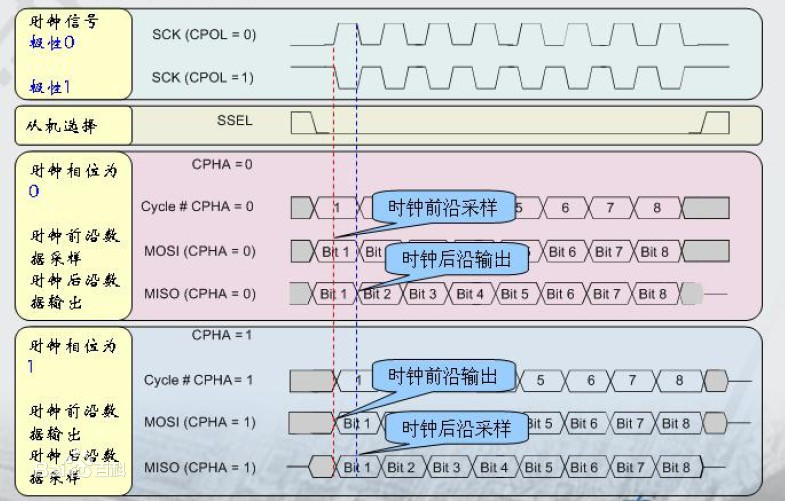 时钟信号
极性0
极性1
SCK (CPOL = 0)
SCK (CPOL = 1)
从机选择
SSEL
时钟相位为
0
时钟前沿数
据采样
时钟后沿数
据输出
CPHA = 0
Cycle # CPHA = 0
1
5
6
7
8
时钟前沿采样
MOSI (CPHA = 0)
Bit 1
Bit
Bit 6
Bit 7
Bit 8
时钟后沿输出
MISO (CPHA = 0)
Bit 1
Bit 2
Bit 3
Bit 4
Bit 5
Bit 6
Bit 7
Bit 8
时钟相位为
1
时钟前沿数
据输出
时钟后沿数
据采样
CPHA = 1
Cycle # CPHA = 1
1
5
6
7
8
时钟前沿输出
MOSI (CPHA = 1)
Bit 1
Bit 5
Bit 6
Bit 7
Bit 8
时钟后沿采样
MISO (CPHA = 1)
Bit 1
Bit 2
Bit 3
Bit 4
Bit 5
Bit 6
Bit 7
Bit 8